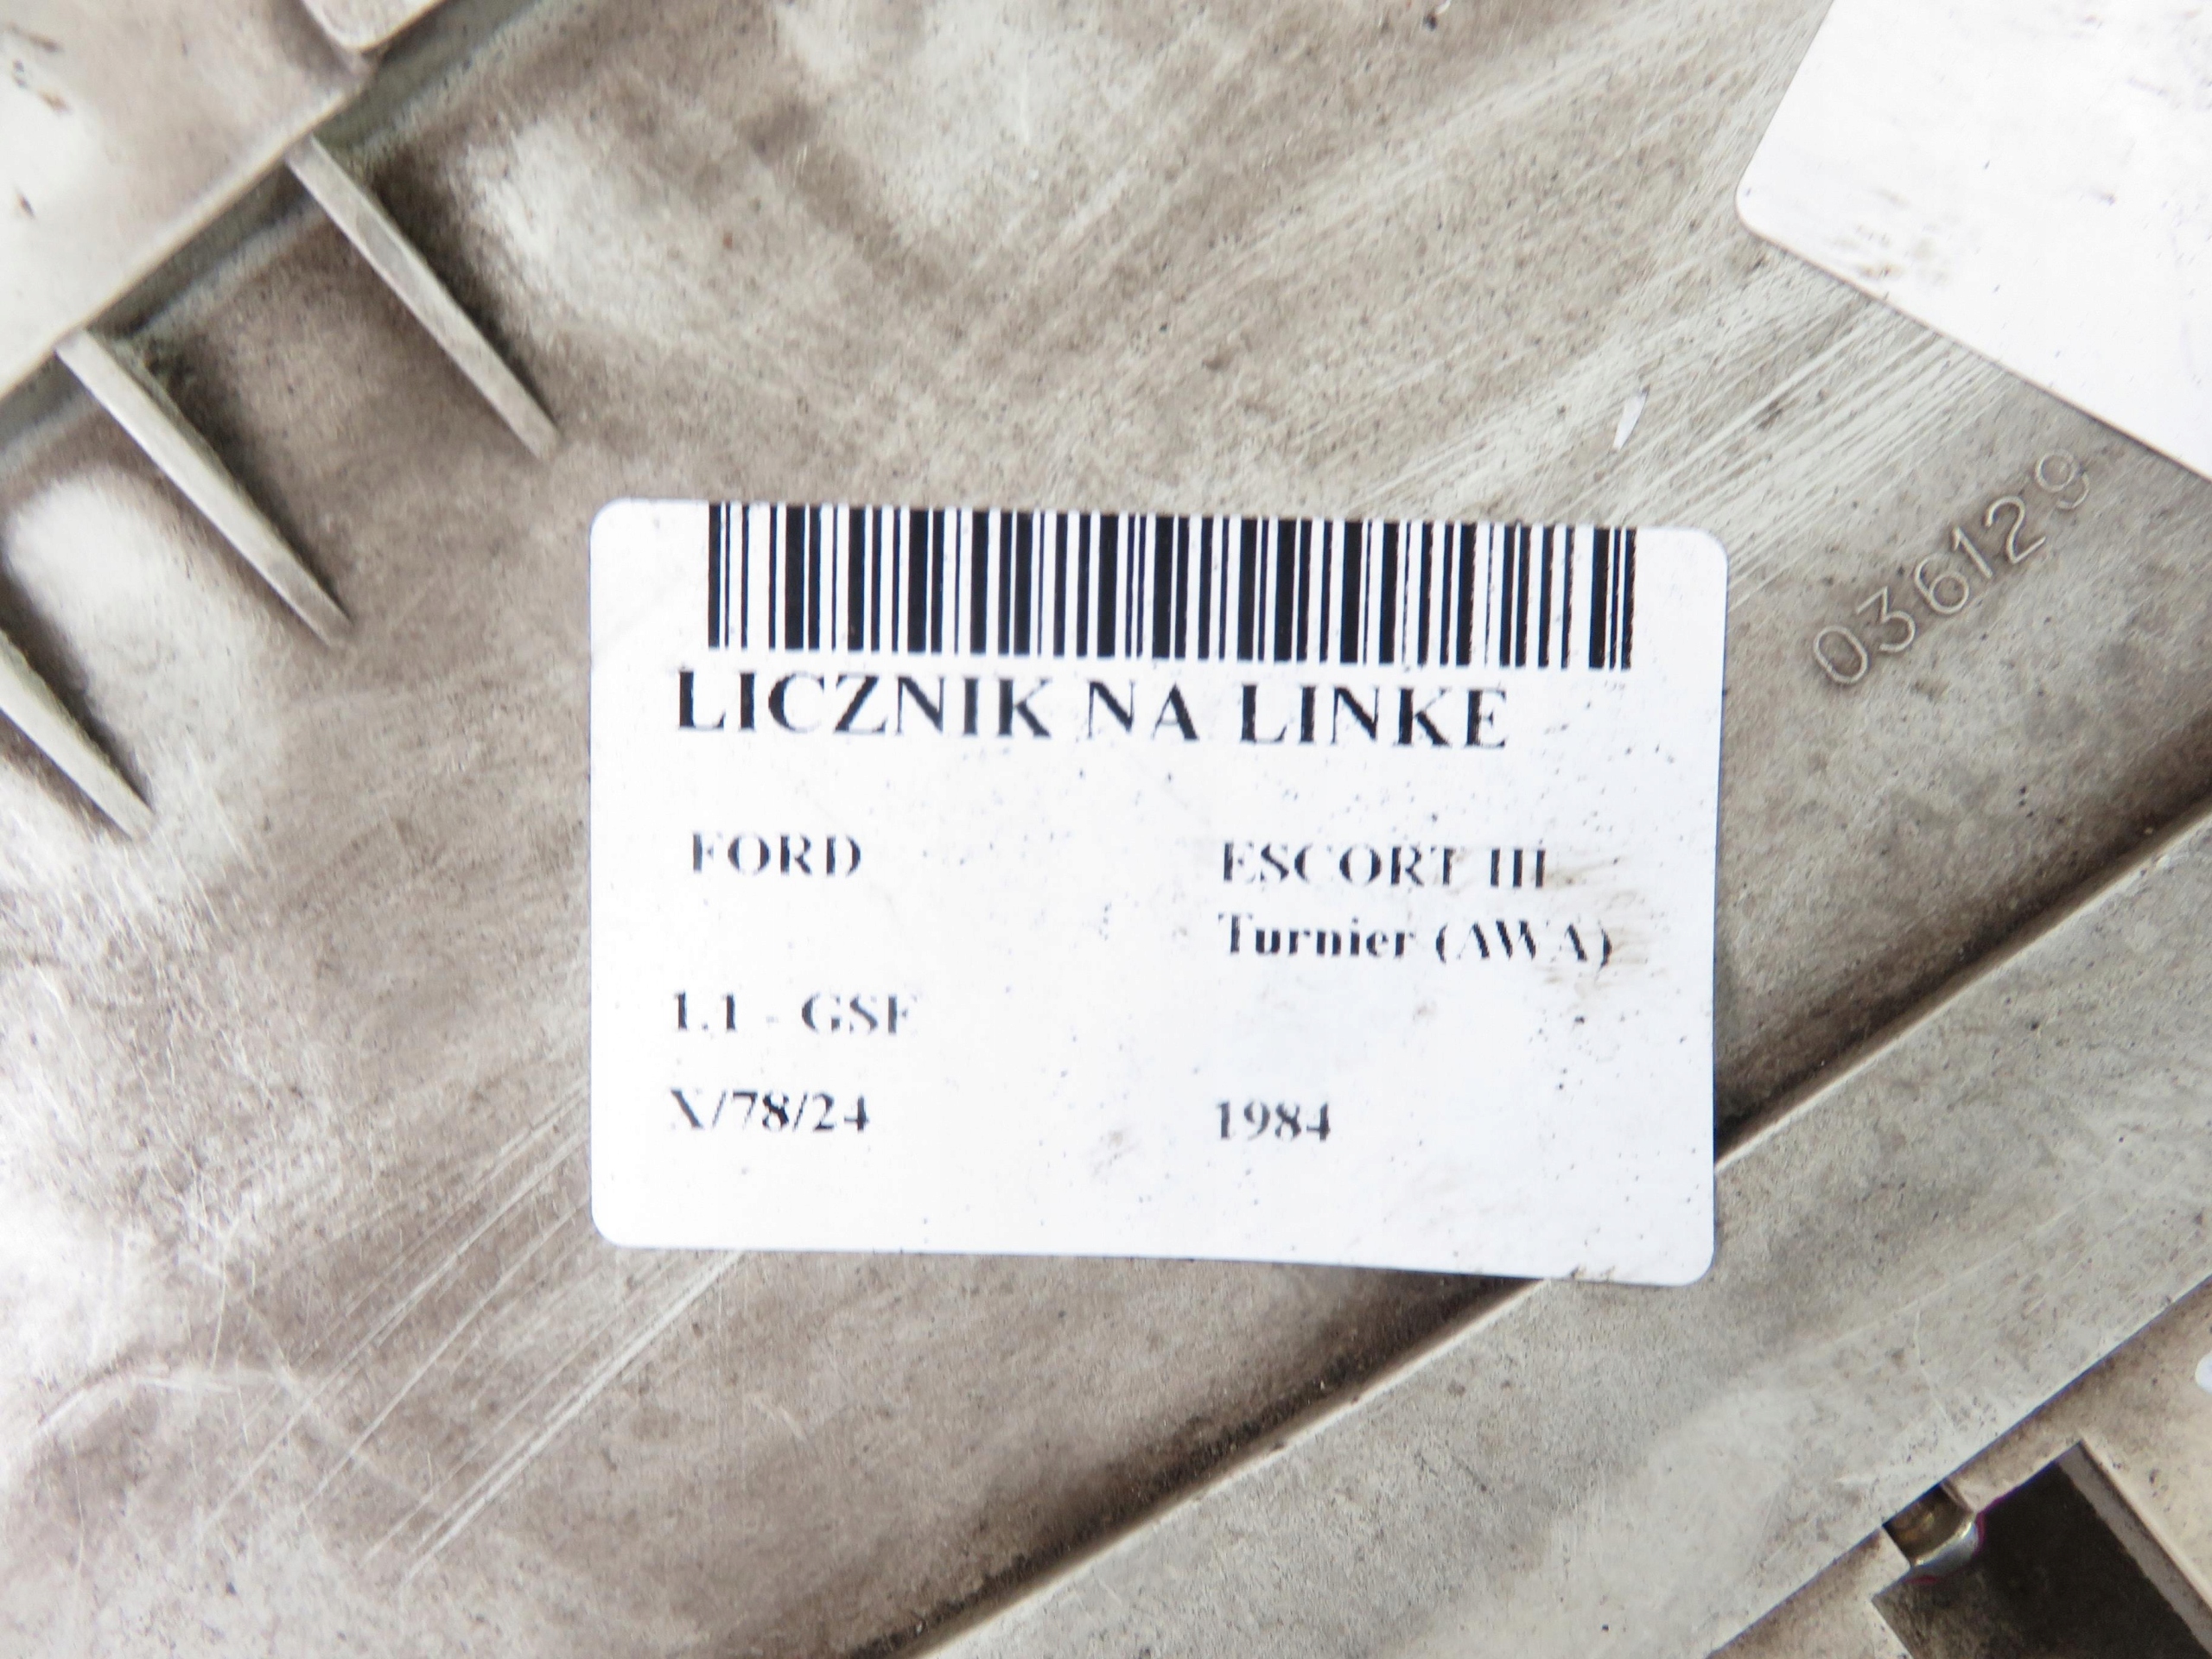 036129
LICZNIK NA LINKE
FORD ESCORT III
Turnier (AWA)
1.1 - GSF
X/78/24 1984